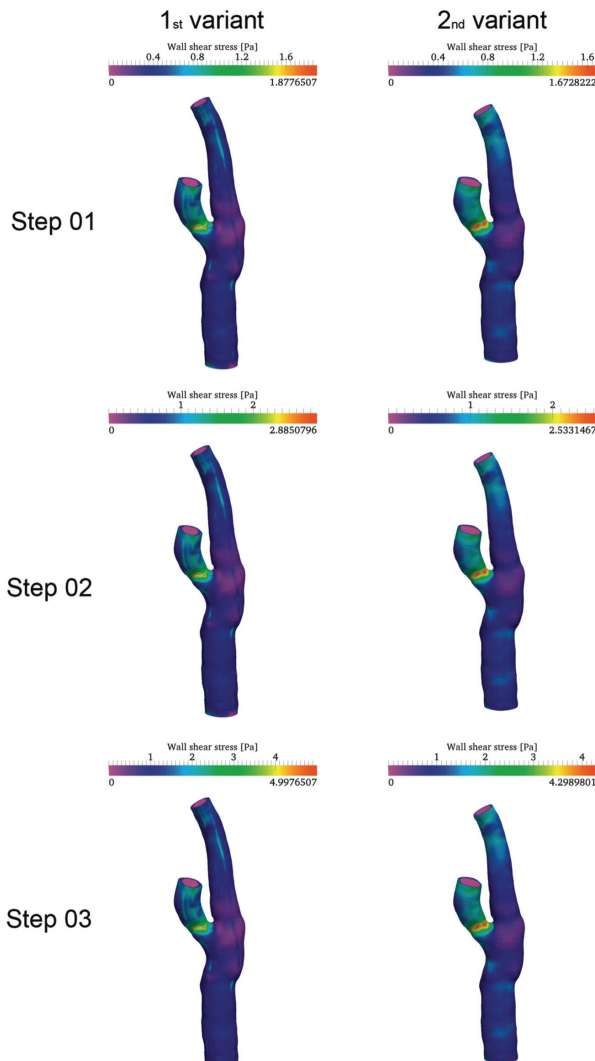 1st variant 2nd variant
Wall shear stress [Pa] Wall shear stress [Pa]
0.4 0.8 1.2 1.6 0.4 0.8 1.2 1.6
0 1.8776507 0 1.6728222
Step 01
Wall shear stress [Pa] Wall shear stress [Pa]
1 2 1 2
0 2.8850796 0 2.5331467
Step 02
Wall shear stress [Pa] Wall shear stress [Pa]
1 2 3 4 1 2 3 4
0 4.9976507 0 4.2989801
Step 03